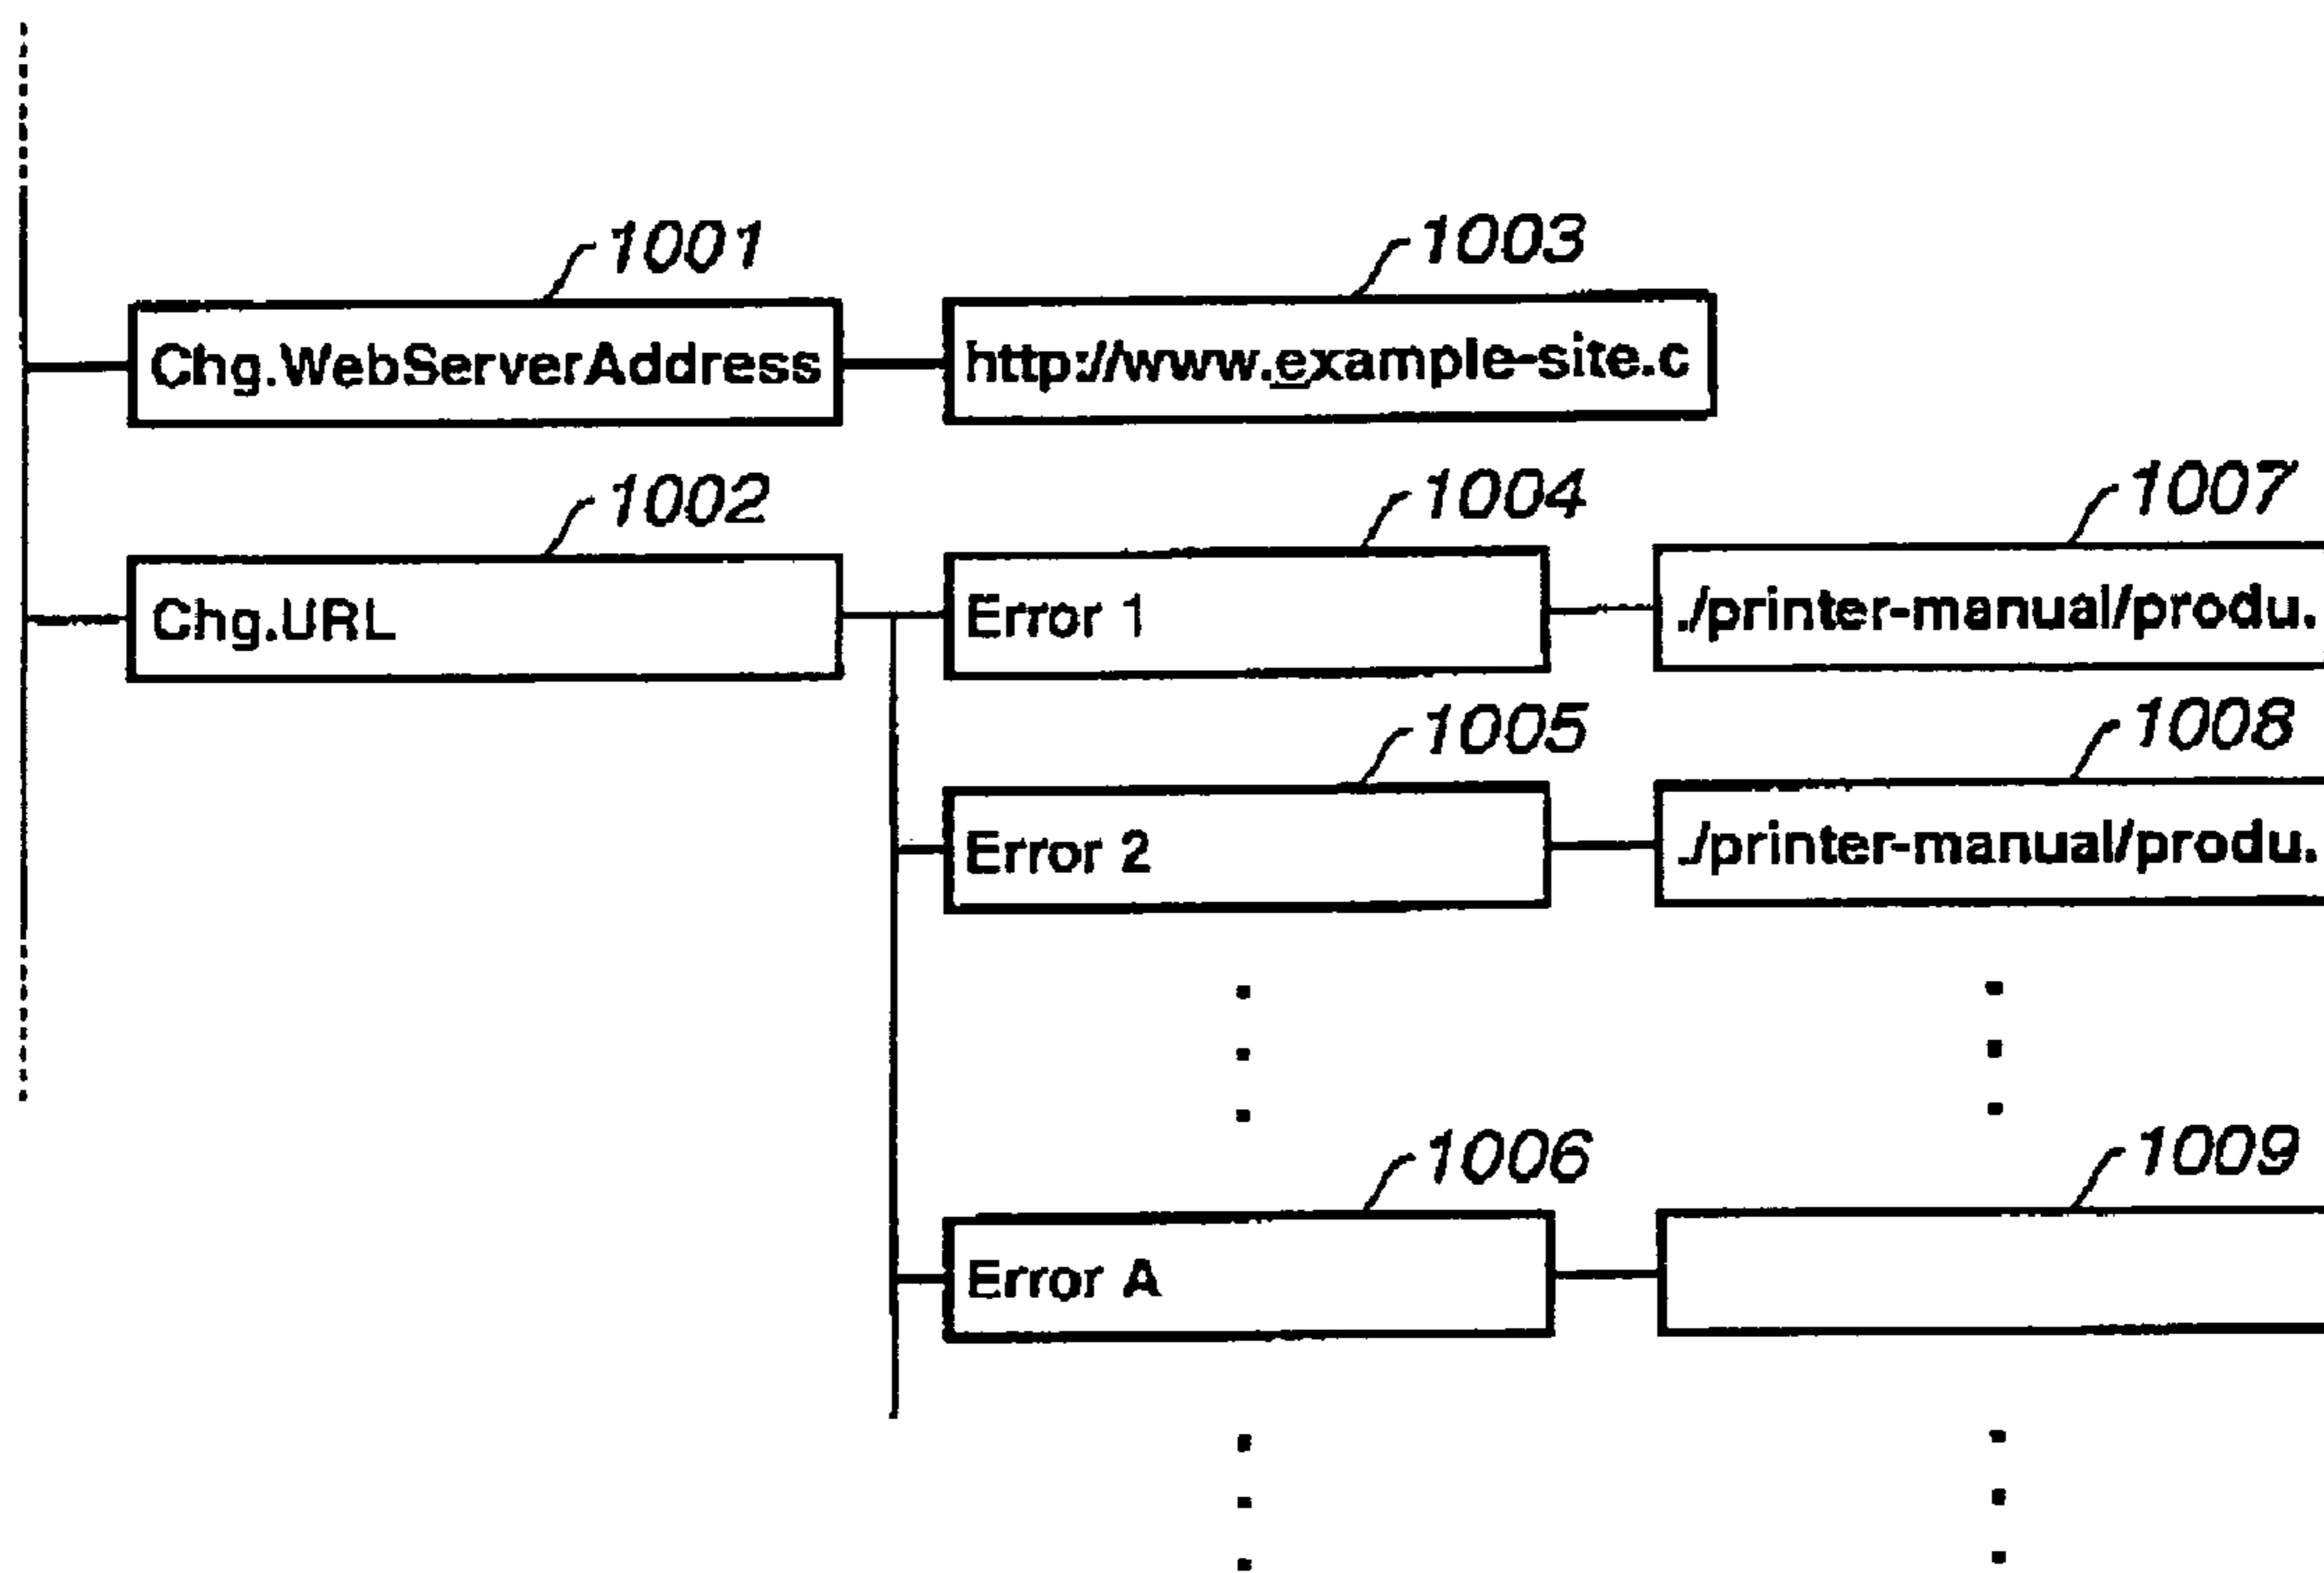 1001
1003
Chg.WebServerAddress
http://www.example-site.c
1002
1004
1007
Chg.URL
Error 1
./printer-manual/produ.
1005
1008
Error 2
./printer-manual/produ.
1006
1009
Error A